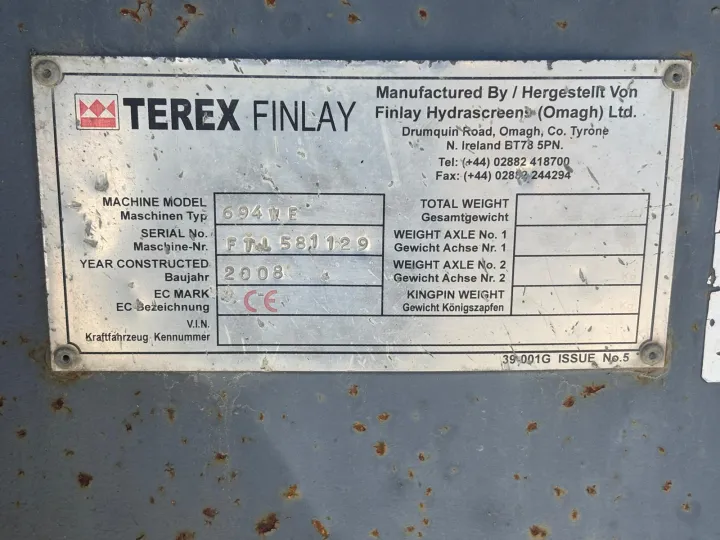 TEREX FINLAY
Manufactured By / Hergestellt Von
Finlay Hydrascreens (Omagh) Ltd.
Drumquin Road, Omagh, Co. Tyrone
N. Ireland BT78 5PN.
Tel: (+44) 02882 418700
Fax: (+44) 02882 244294
MACHINE MODEL
Maschinen Typ
694
SERIAL No.
Maschine-Nr.
581129
YEAR CONSTRUCTED
Baujahr
2008
EC MARK
EC Bezeichnung
CE
V.I.N.
Kraftfahrzeug Kennummer
TOTAL WEIGHT
Gesamtgewicht
WEIGHT AXLE No. 1
Gewicht Achse Nr. 1
WEIGHT AXLE No. 2
Gewicht Achse Nr. 2
KINGPIN WEIGHT
Gewicht Königszapfen
39-001G ISSUE No.5